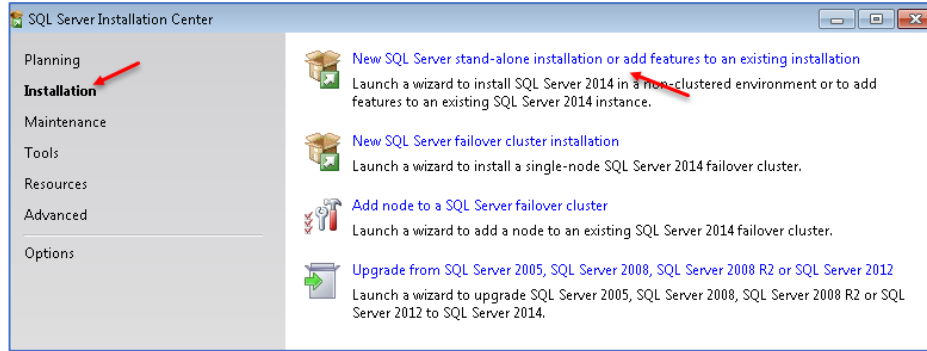 SQL Server Installation Center
Planning
Installation
Maintenance
Tools
Resources
Advanced
Options
New SQL Server stand-alone installation or add features to an existing installation
Launch a wizard to install SQL Server 2014 in a non-clustered environment or to add
features to an existing SQL Server 2014 instance.
New SQL Server failover cluster installation
Launch a wizard to install a single-node SQL Server 2014 failover cluster.
Add node to a SQL Server failover cluster
Launch a wizard to add a node to an existing SQL Server 2014 failover cluster.
Upgrade from SQL Server 2005, SQL Server 2008, SQL Server 2008 R2 or SQL Server 2012
Launch a wizard to upgrade SQL Server 2005, SQL Server 2008, SQL Server 2008 R2 or SQL
Server 2012 to SQL Server 2014.